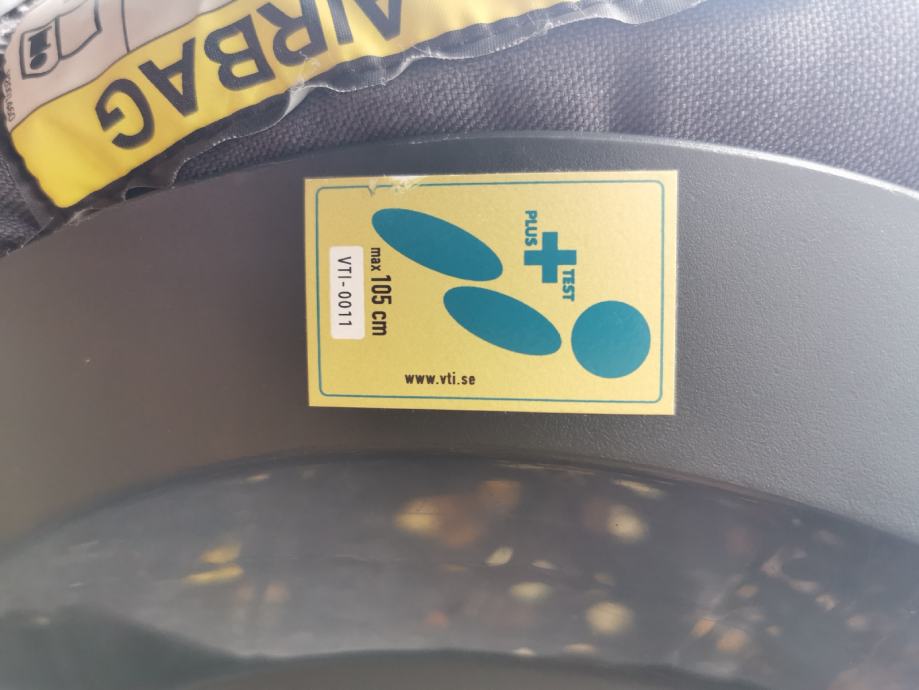 AIRBAG
PLUS
TEST
max 105 cm
VTI-0011
www.vti.se